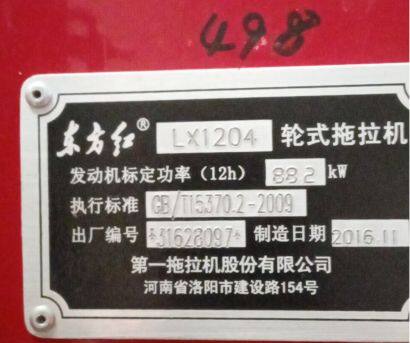 498
东方红® LX1204 轮式拖拉机
发动机标定功率（12h） 88.2 kW
执行标准 GB/T15370.2-2009
出厂编号 *31628097* 制造日期 2016.11
第一拖拉机股份有限公司
河南省洛阳市建设路154号